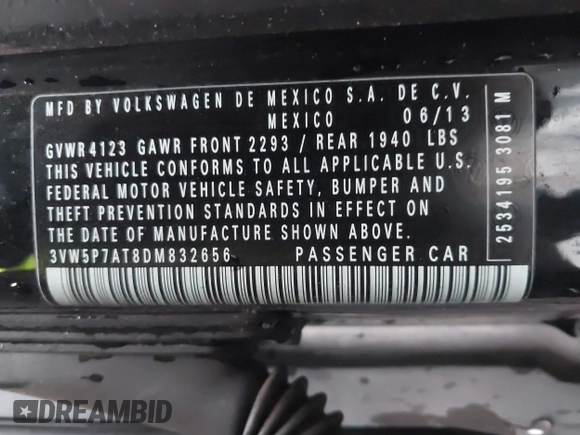 MFD BY VOLKSWAGEN DE MEXICO S.A. DE C.V.
MEXICO 06/13
GVWR4123 GAWR FRONT 2293 / REAR 1940 LBS
THIS VEHICLE CONFORMS TO ALL APPLICABLE U.S.
FEDERAL MOTOR VEHICLE SAFETY, BUMPER AND
THEFT PREVENTION STANDARDS IN EFFECT ON
THE DATE OF MANUFACTURE SHOWN ABOVE.
3VW5P7AT8DM832656 PASSENGER CAR
2534195 3081 M
DREAMBID